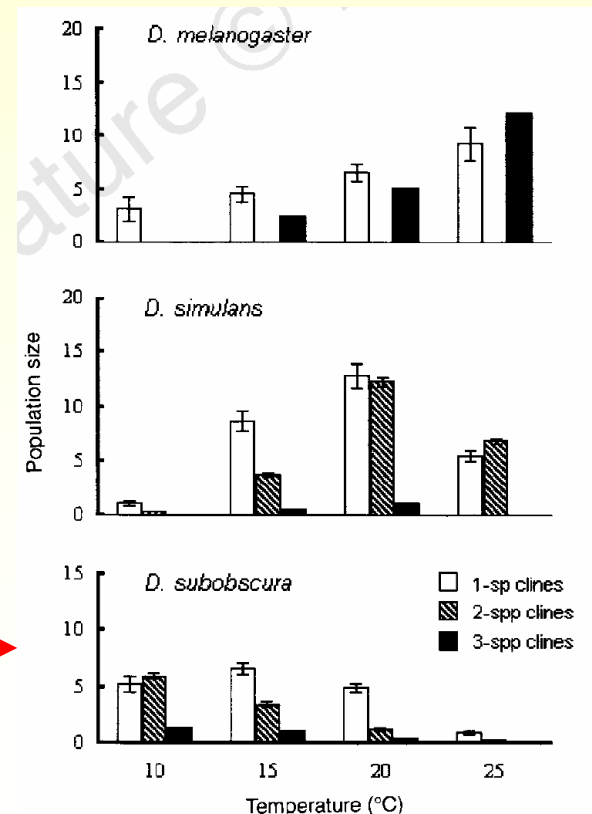 ature ©
D. melanogaster
20
15
10
5
0
D. simulans
20
15
10
5
0
Population size
D. subobscura
15
10
5
0
1-sp clines
2-spp clines
3-spp clines
10 15 20 25
Temperature (°C)